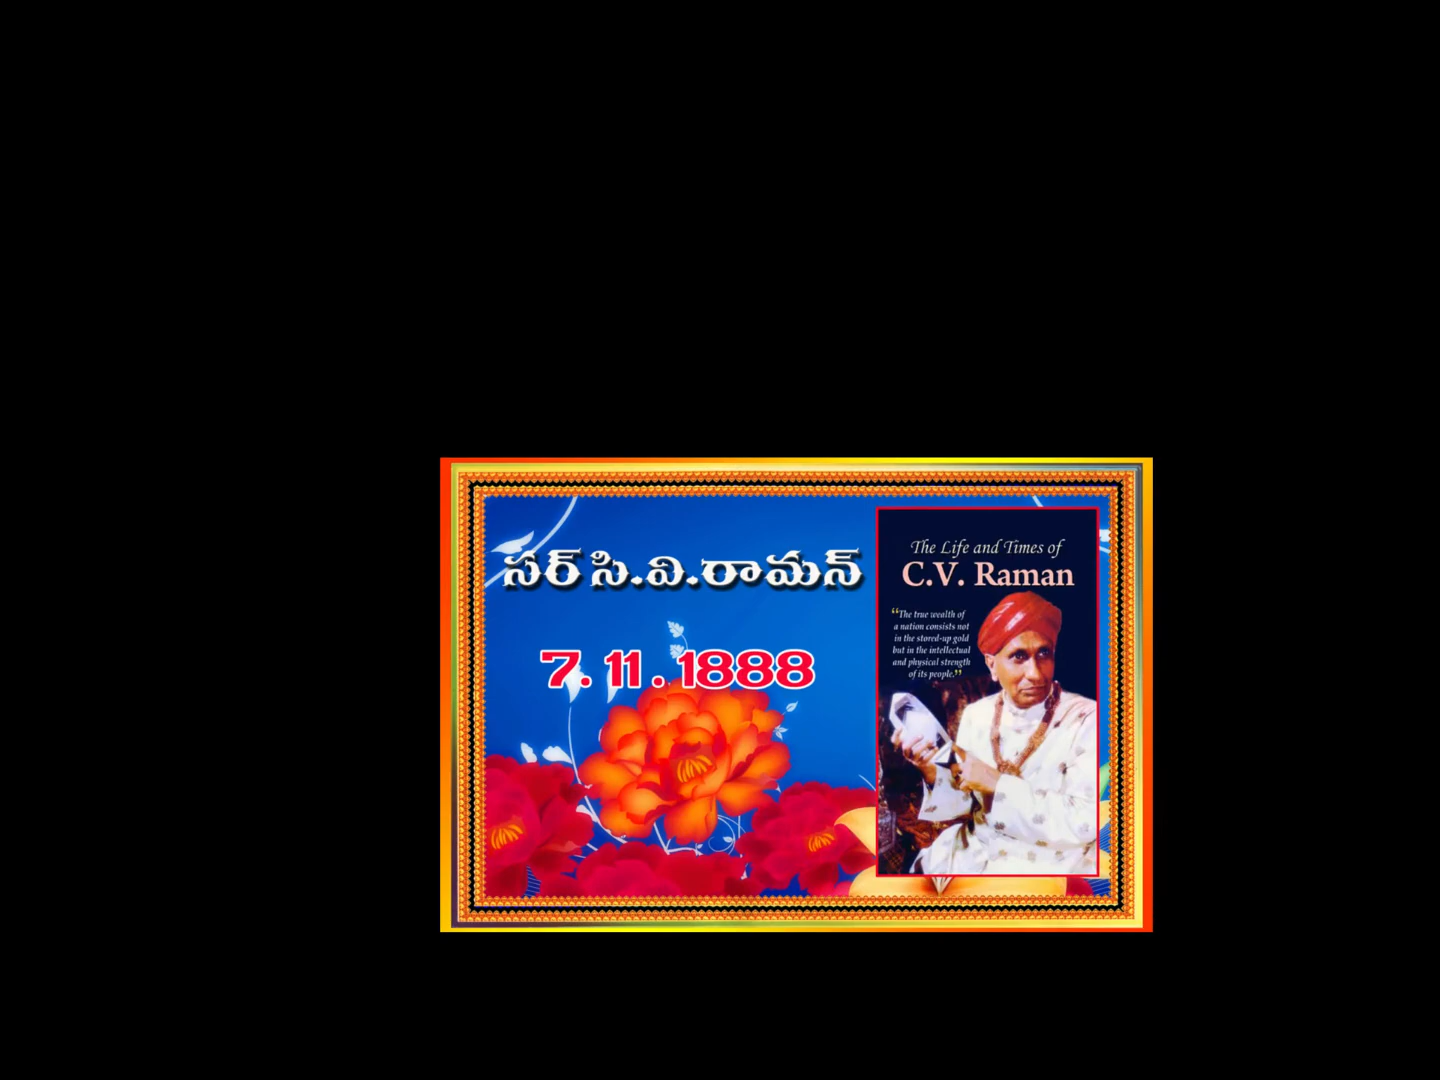 సర్ సి.వి.రామన్
7.11.1888
The Life and Times of
C.V. Raman
“The true wealth of
a nation consists not
in the stored-up gold
but in the intellectual
and physical strength
of its people.”